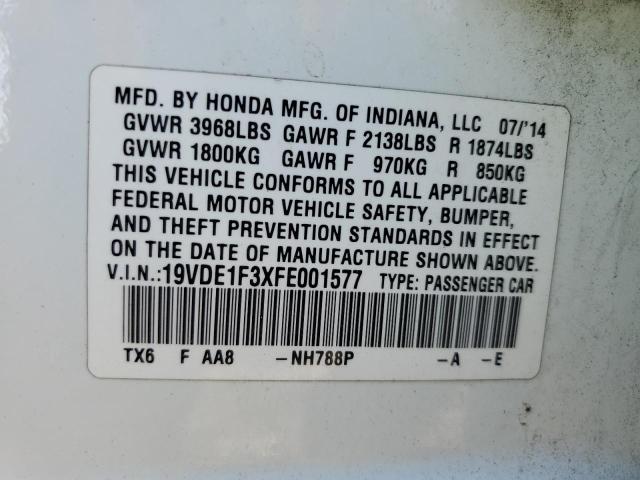 MFD. BY HONDA MFG. OF INDIANA, LLC 07/'14
GVWR 3968LBS GAWR F 2138LBS R 1874LBS
GVWR 1800KG GAWR F 970KG R 850KG
THIS VEHICLE CONFORMS TO ALL APPLICABLE
FEDERAL MOTOR VEHICLE SAFETY, BUMPER,
AND THEFT PREVENTION STANDARDS IN EFFECT
ON THE DATE OF MANUFACTURE SHOWN ABOVE.
V.I.N.: 19VDE1F3XFE001577 TYPE: PASSENGER CAR
TX6 F AA8 -NH788P -A -E